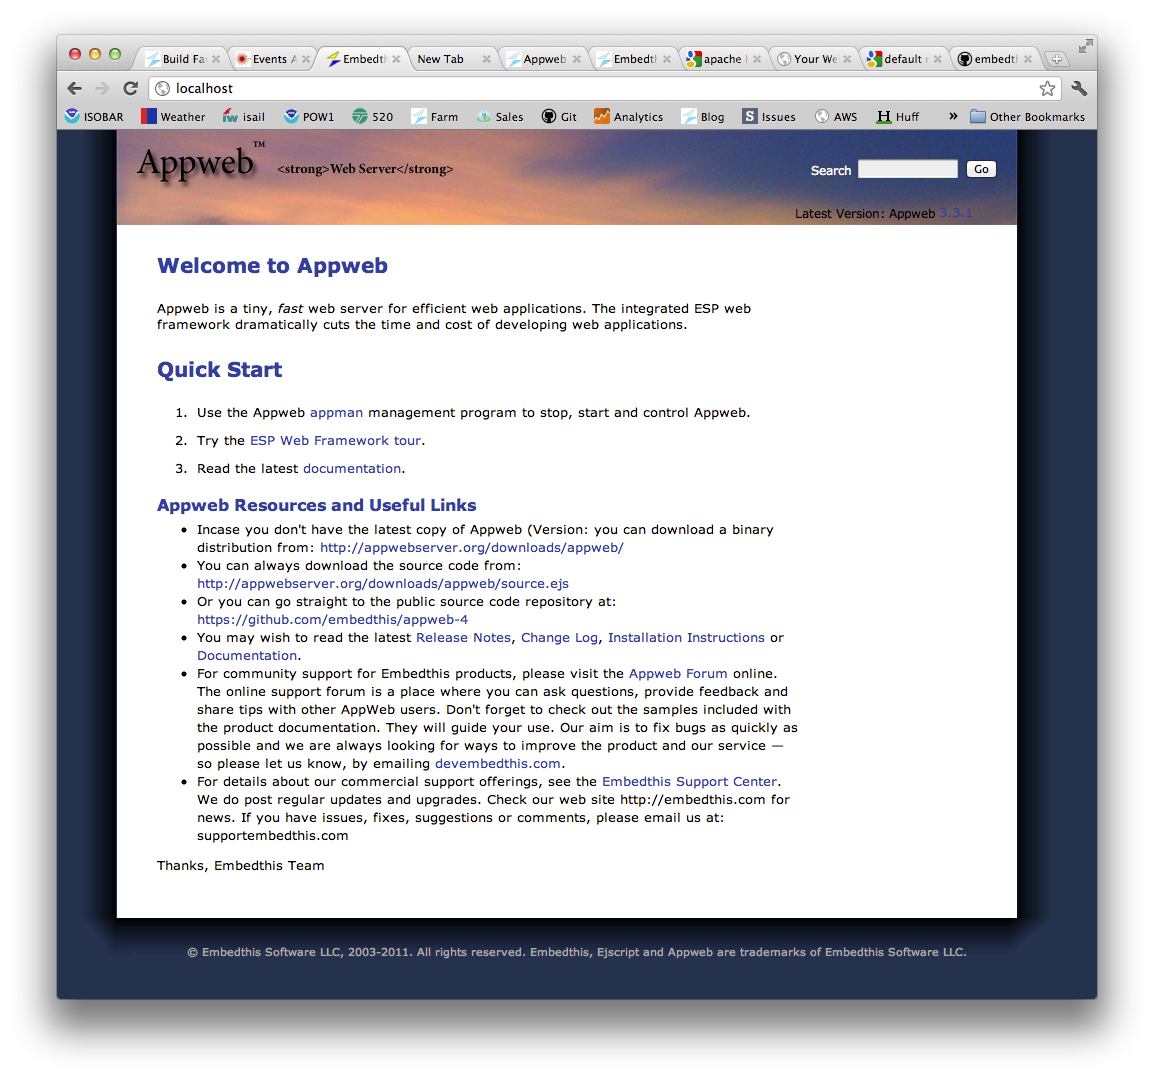 Build Fa
Events A
Embedth
New Tab
Appweb
Embedt
apache
Your We
default
embedth
localhost
ISOBAR
Weather
isail
POW1
520
Farm
Sales
Git
Analytics
Blog
Issues
AWS
Huff
»
Other Bookmarks
Appweb™ <strong>Web Server</strong>
Search
Go
Latest Version: Appweb 3.3.1
Welcome to Appweb
Appweb is a tiny, fast web server for efficient web applications. The integrated ESP web
framework dramatically cuts the time and cost of developing web applications.
Quick Start
1. Use the Appweb appman management program to stop, start and control Appweb.
2. Try the ESP Web Framework tour.
3. Read the latest documentation.
Appweb Resources and Useful Links
• Incase you don't have the latest copy of Appweb (Version: you can download a binary
distribution from: http://appwebserver.org/downloads/appweb/
• You can always download the source code from:
http://appwebserver.org/downloads/appweb/source.ejs
• Or you can go straight to the public source code repository at:
https://github.com/embedthis/appweb-4
• You may wish to read the latest Release Notes, Change Log, Installation Instructions or
Documentation.
• For community support for Embedthis products, please visit the Appweb Forum online.
The online support forum is a place where you can ask questions, provide feedback and
share tips with other AppWeb users. Don't forget to check out the samples included with
the product documentation. They will guide your use. Our aim is to fix bugs as quickly as
possible and we are always looking for ways to improve the product and our service —
so please let us know, by emailing devembedthis.com.
• For details about our commercial support offerings, see the Embedthis Support Center.
We do post regular updates and upgrades. Check our web site http://embedthis.com for
news. If you have issues, fixes, suggestions or comments, please email us at:
supportembedthis.com
Thanks, Embedthis Team
© Embedthis Software LLC, 2003-2011. All rights reserved. Embedthis, Ejscript and Appweb are trademarks of Embedthis Software LLC.